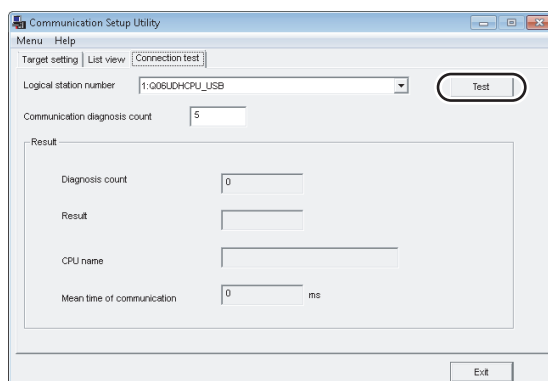 Communication Setup Utility
Menu Help
Target setting List view Connection test
Logical station number 1:Q06UDHCPU_USB Test
Communication diagnosis count 5
Result
Diagnosis count 0
Result
CPU name
Mean time of communication 0 ms
Exit